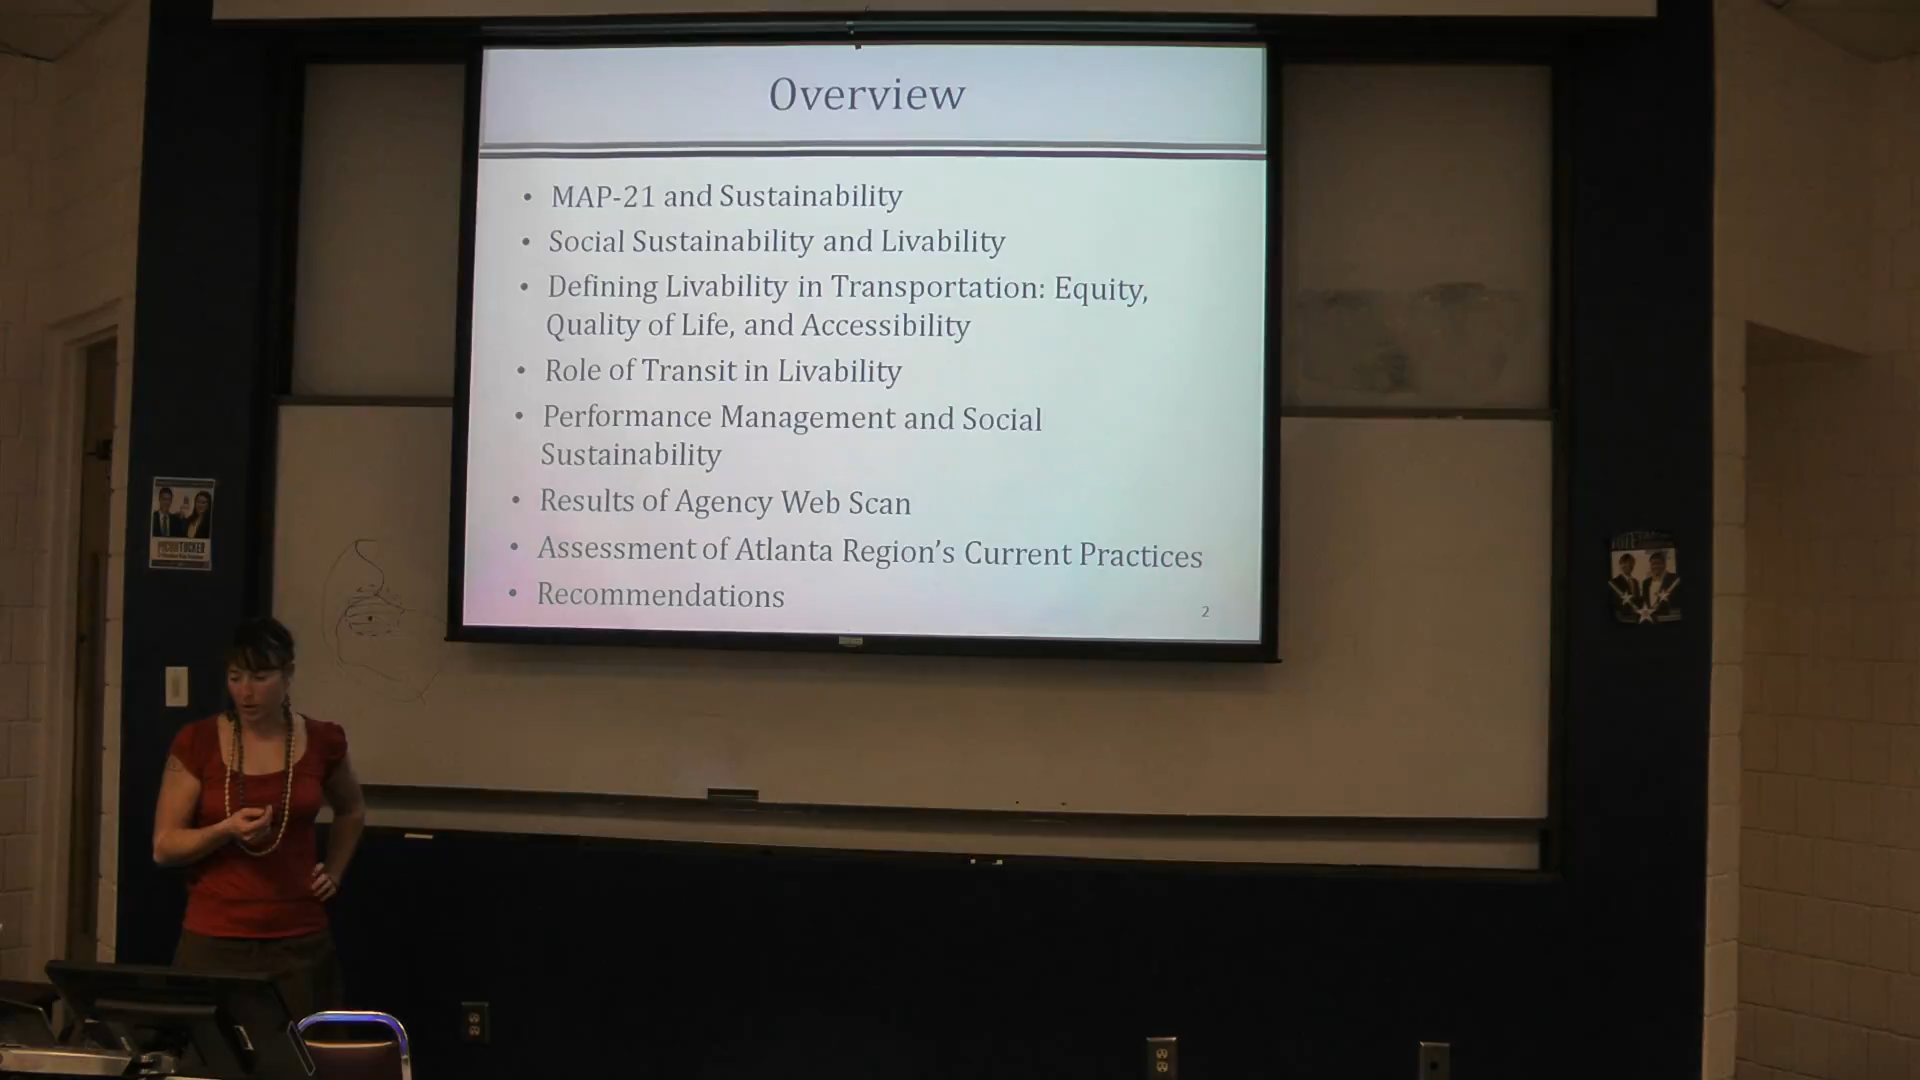 Overview
• MAP-21 and Sustainability
• Social Sustainability and Livability
• Defining Livability in Transportation: Equity,
Quality of Life, and Accessibility
• Role of Transit in Livability
• Performance Management and Social
Sustainability
• Results of Agency Web Scan
• Assessment of Atlanta Region’s Current Practices
• Recommendations
2
TUCKER
VOTE